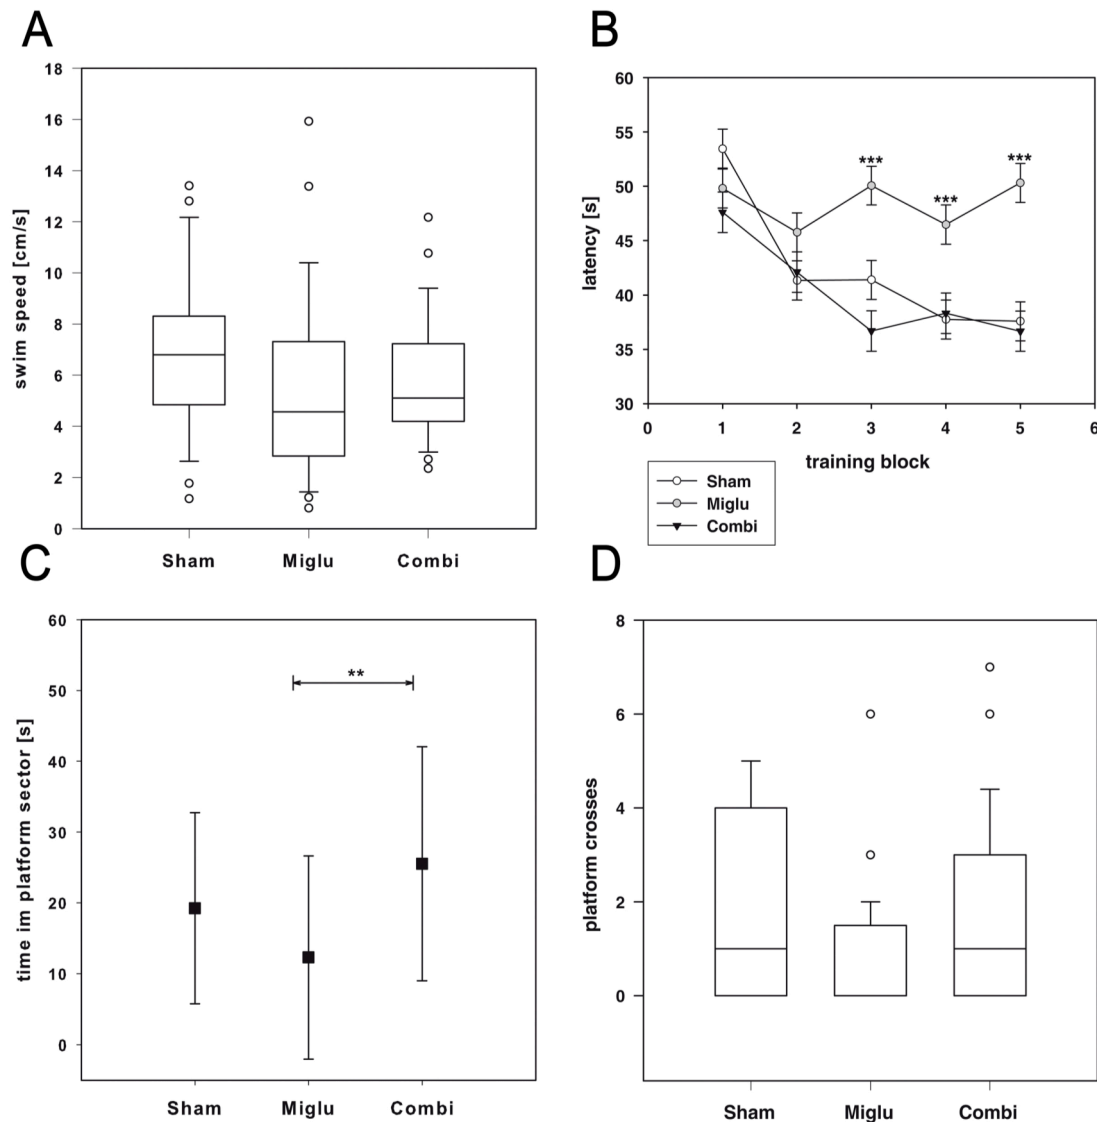 A
swim speed [cm/s]
18
16
14
12
10
8
6
4
2
0
Sham Miglu Combi
B
latency [s]
60
55
50
45
40
35
30
*** *** ***
0 1 2 3 4 5 6
training block
Sham
Miglu
Combi
C
time im platform sector [s]
60
50
40
30
20
10
0
**
Sham Miglu Combi
D
platform crosses
8
6
4
2
0
Sham Miglu Combi